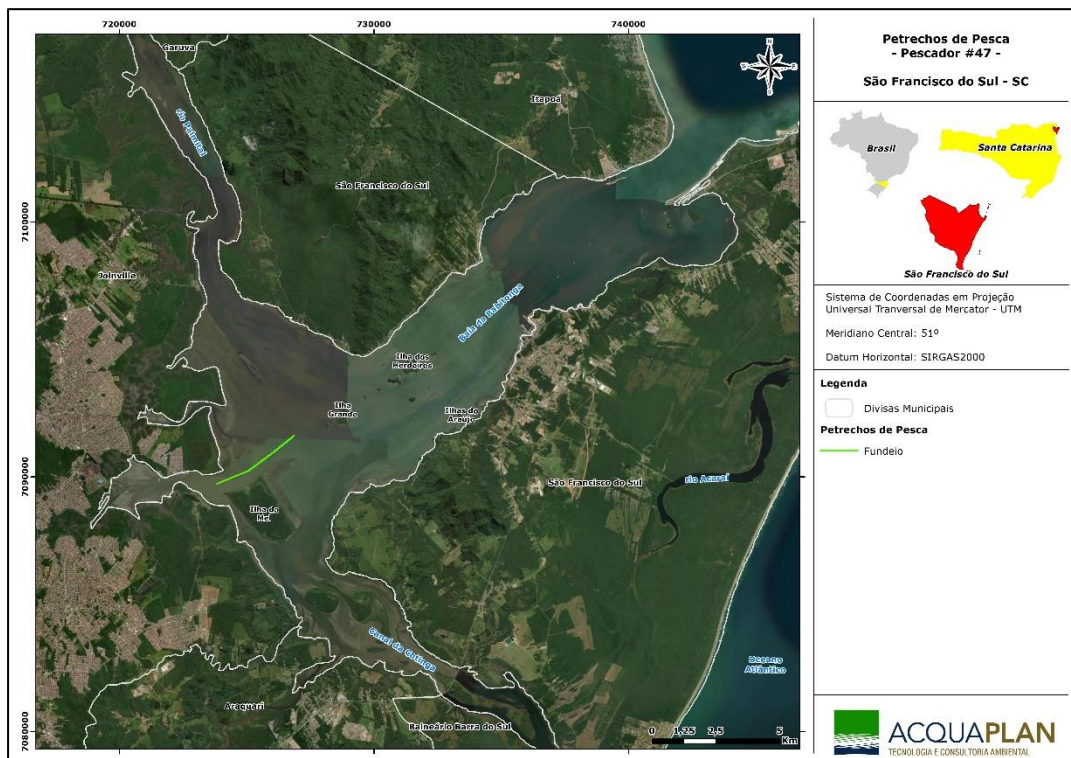 720000
730000
740000
7100000
7090000
7080000
Garuva
rio Palmital
Itapoá
São Francisco do Sul
Joinville
Baía da Babitonga
Ilha dos
Herdeiros
Ilha
Grande
Ilhas do
Araujo
São Francisco do Sul
rio Acaraí
Ilha do
Mel
Canal do Cotinga
Oceano
Atlântico
Araquari
Balneário Barra do Sul
0 1,25 2,5 5
Km
Petrechos de Pesca
- Pescador #47 -
São Francisco do Sul - SC
Brasil
Santa Catarina
São Francisco do Sul
Sistema de Coordenadas em Projeção
Universal Tranversal de Mercator - UTM
Meridiano Central: 51º
Datum Horizontal: SIRGAS2000
Legenda
Divisas Municipais
Petrechos de Pesca
Fundeio
ACQUAPLAN
TECNOLOGIA E CONSULTORIA AMBIENTAL